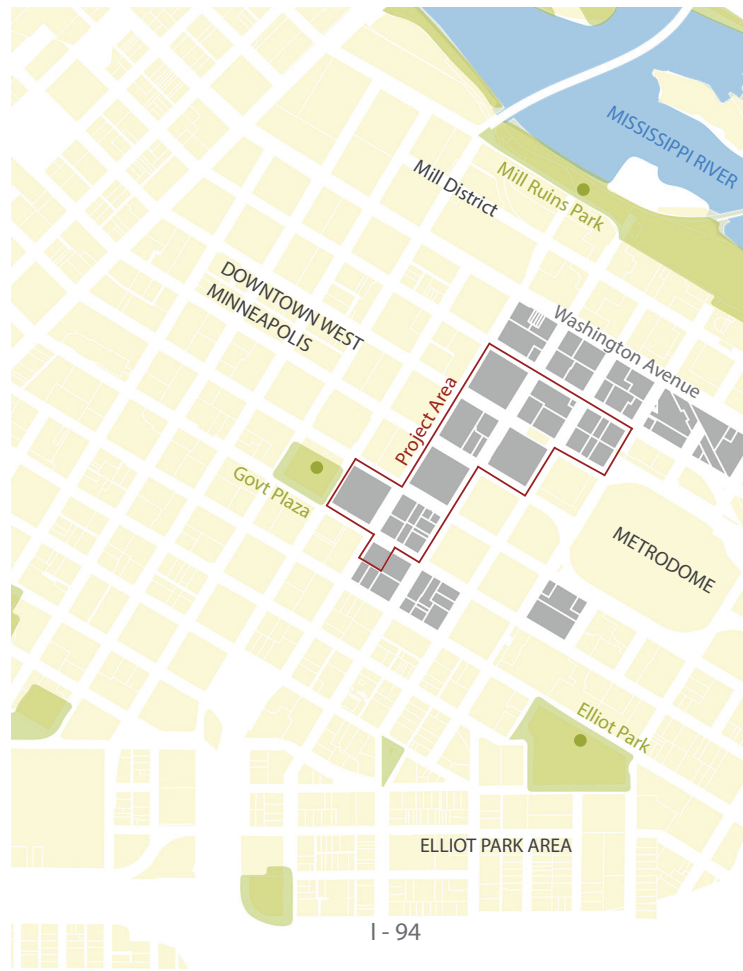 MISSISSIPPI RIVER
Mill Ruins Park
Mill District
DOWNTOWN WEST
MINNEAPOLIS
Washington Avenue
Project Area
Govt Plaza
METRODOME
Elliot Park
ELLIOT PARK AREA
I - 94